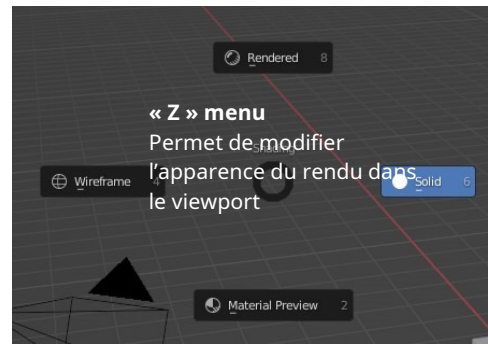 Rendered 8
« Z » menu
Permet de modifier
Shading
l’apparence du rendu dans
Wireframe 4
Solid 6
le viewport
Material Preview 2